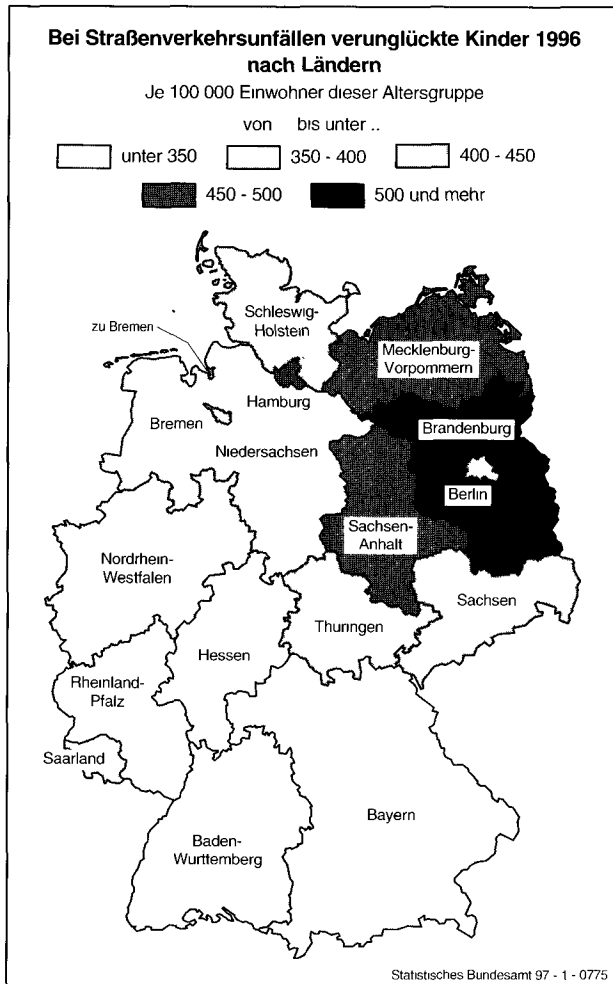 Bei Straßenverkehrsunfällen verunglückte Kinder 1996
nach Ländern
Je 100 000 Einwohner dieser Altersgruppe
von bis unter ..
unter 350
350 - 400
400 - 450
450 - 500
500 und mehr
Schleswig-
Holstein
zu Bremen
Mecklenburg-
Vorpommern
Hamburg
Bremen
Brandenburg
Niedersachsen
Berlin
Sachsen-
Anhalt
Nordrhein-
Westfalen
Sachsen
Thuringen
Hessen
Rheinland-
Pfalz
Saarland
Bayern
Baden-
Wurttemberg
Statistisches Bundesamt 97 - 1 - 0775